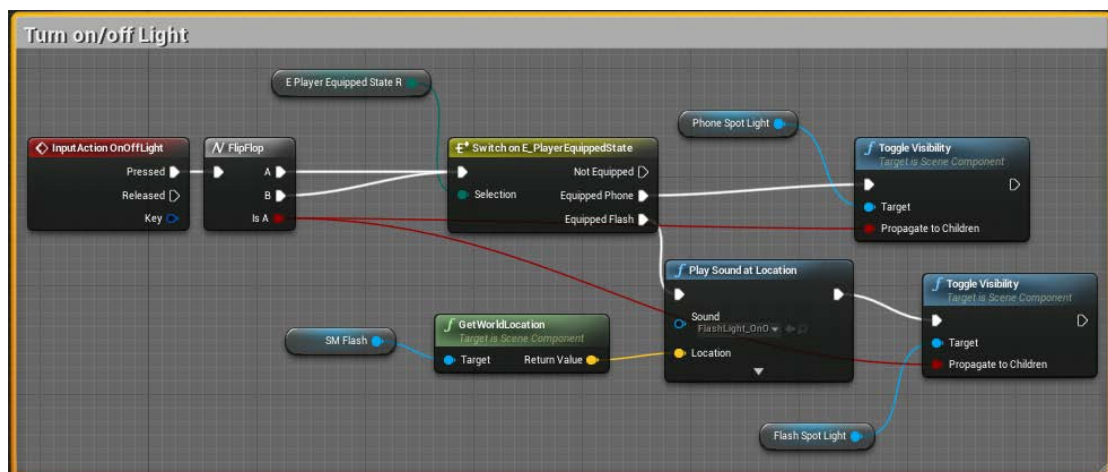 Turn on/off Light
E Player Equipped State R
Phone Spot Light
InputAction OnOffLight
Pressed
Released
Key
FlipFlop
A
B
Is A
Switch on E_PlayerEquippedState
Selection
Not Equipped
Equipped Phone
Equipped Flash
Toggle Visibility
Target is Scene Component
Target
Propagate to Children
Play Sound at Location
Sound
FlashLight_OnO
Location
Toggle Visibility
Target is Scene Component
Target
Propagate to Children
SM Flash
GetWorldLocation
Target is Scene Component
Target
Return Value
Flash Spot Light